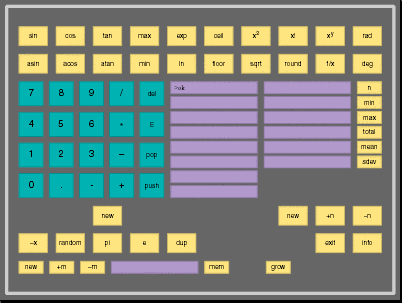 sin cos tan max exp ceil x² x! xʸ rad
asin acos atan min ln floor sqrt round f/x deg
7 8 9 / del >ok n
min
4 5 6 * E max
total
1 2 3 – pop mean
sdev
0 . - + push
new new +n –n
–x random pi e dup exit info
new +m –m mem grow